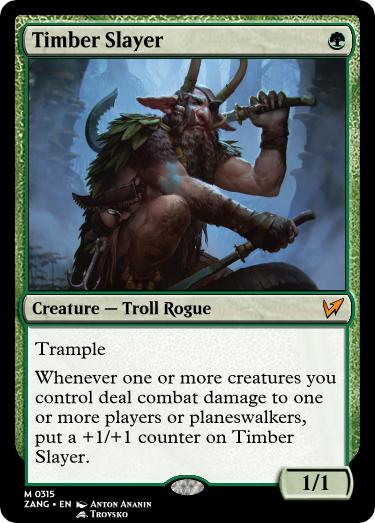 Timber Slayer
Creature — Troll Rogue
Trample
Whenever one or more creatures you
control deal combat damage to one
or more players or planeswalkers,
put a +1/+1 counter on Timber
Slayer.
1/1
M 0315
ZANG • EN Anton Ananin
Trovsko